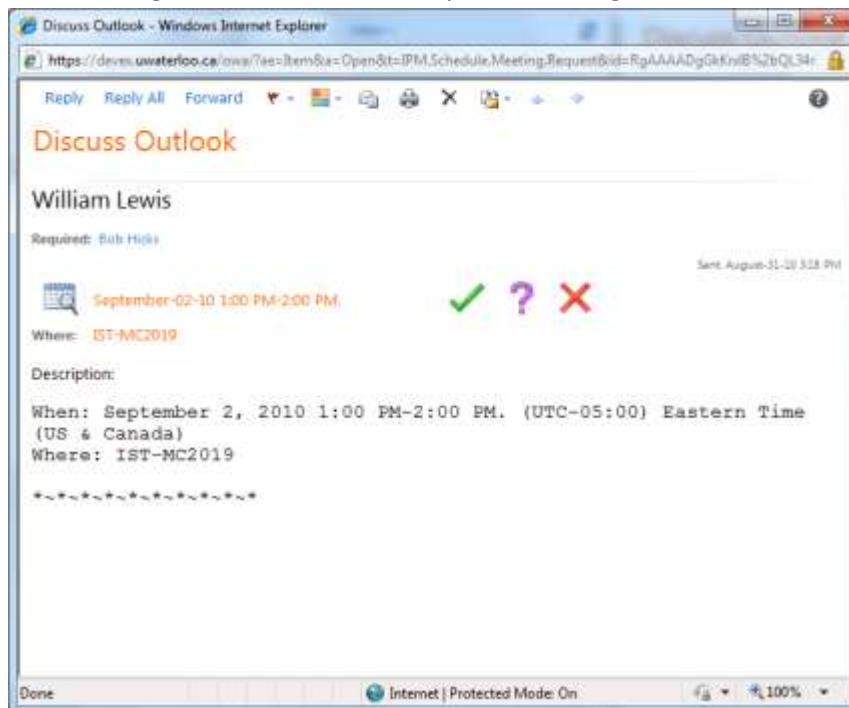 Discuss Outlook - Windows Internet Explorer
https://devex.uwaterloo.ca/owa/?ae=Item&a=Open&t=IPM.Schedule.Meeting.Request&id=
Reply Reply All Forward
Discuss Outlook
William Lewis
Required: Bob Hicks
Sent: August-31-10 3:18 PM
September-02-10 1:00 PM-2:00 PM.
Where: IST-MC2019
Description:
When: September 2, 2010 1:00 PM-2:00 PM. (UTC-05:00) Eastern Time
(US & Canada)
Where: IST-MC2019
*~*~*~*~*~*~*~*~*~*
Done Internet | Protected Mode: On 100%